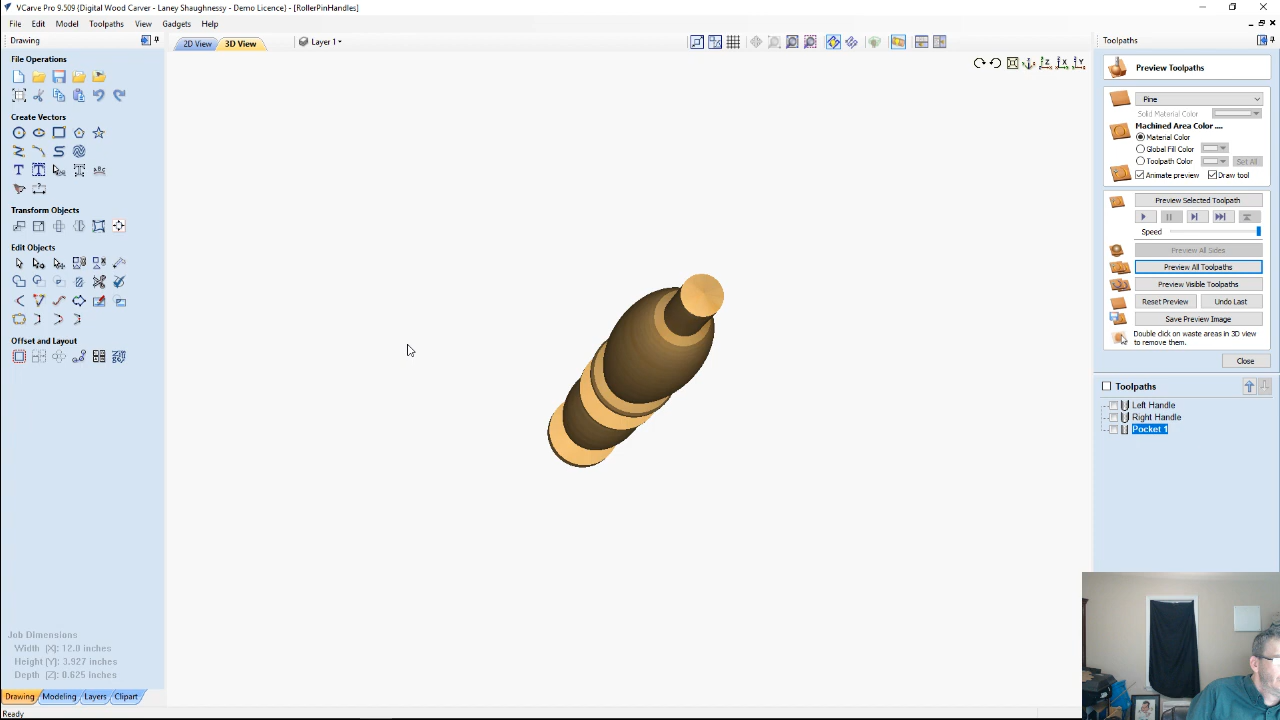 VCarve Pro 9.509 {Digital Wood Carver - Laney Shaughnessy - Demo Licence} - [RollerPinHandles]
File Edit Model Toolpaths View Gadgets Help
Drawing
2D View 3D View Layer 1
Toolpaths
File Operations
Create Vectors
Transform Objects
Edit Objects
Offset and Layout
Job Dimensions
Width [X]: 12.0 inches
Height [Y]: 3.927 inches
Depth [Z]: 0.625 inches
Drawing Modeling Layers Clipart
Ready
Preview Toolpaths
Pine
Solid Material Color
Machined Area Color ....
Material Color
Global Fill Color
Toolpath Color Set All
Animate preview Draw tool
Preview Selected Toolpath
Speed
Preview All Sides
Preview All Toolpaths
Preview Visible Toolpaths
Reset Preview Undo Last
Save Preview Image
Double click on waste areas in 3D view
to remove them.
Close
Toolpaths
Left Handle
Right Handle
Pocket 1